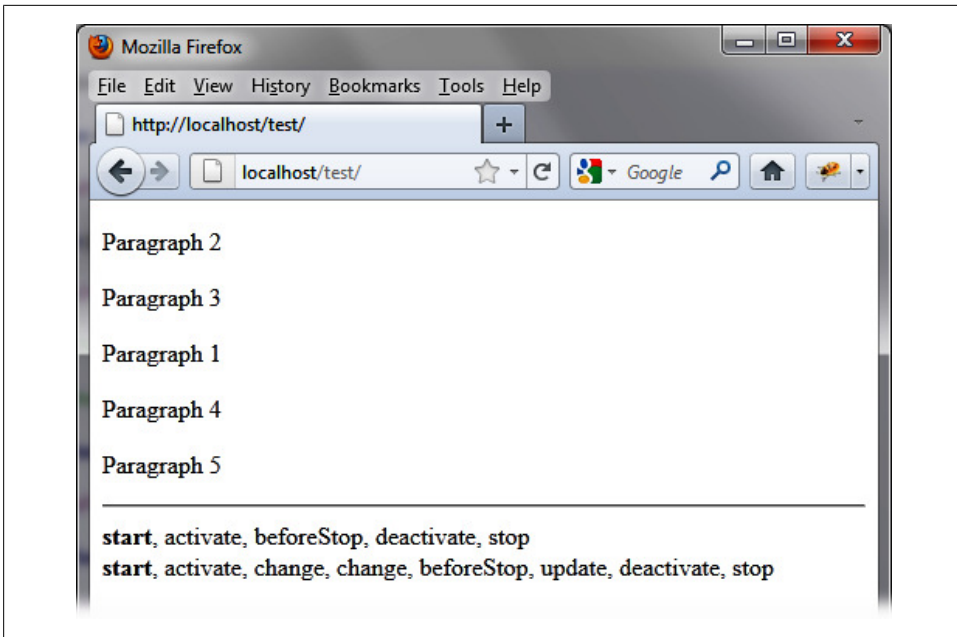 Mozilla Firefox
File Edit View History Bookmarks Tools Help
http://localhost/test/
localhost/test/ Google
Paragraph 2
Paragraph 3
Paragraph 1
Paragraph 4
Paragraph 5
start, activate, beforeStop, deactivate, stop
start, activate, change, change, beforeStop, update, deactivate, stop